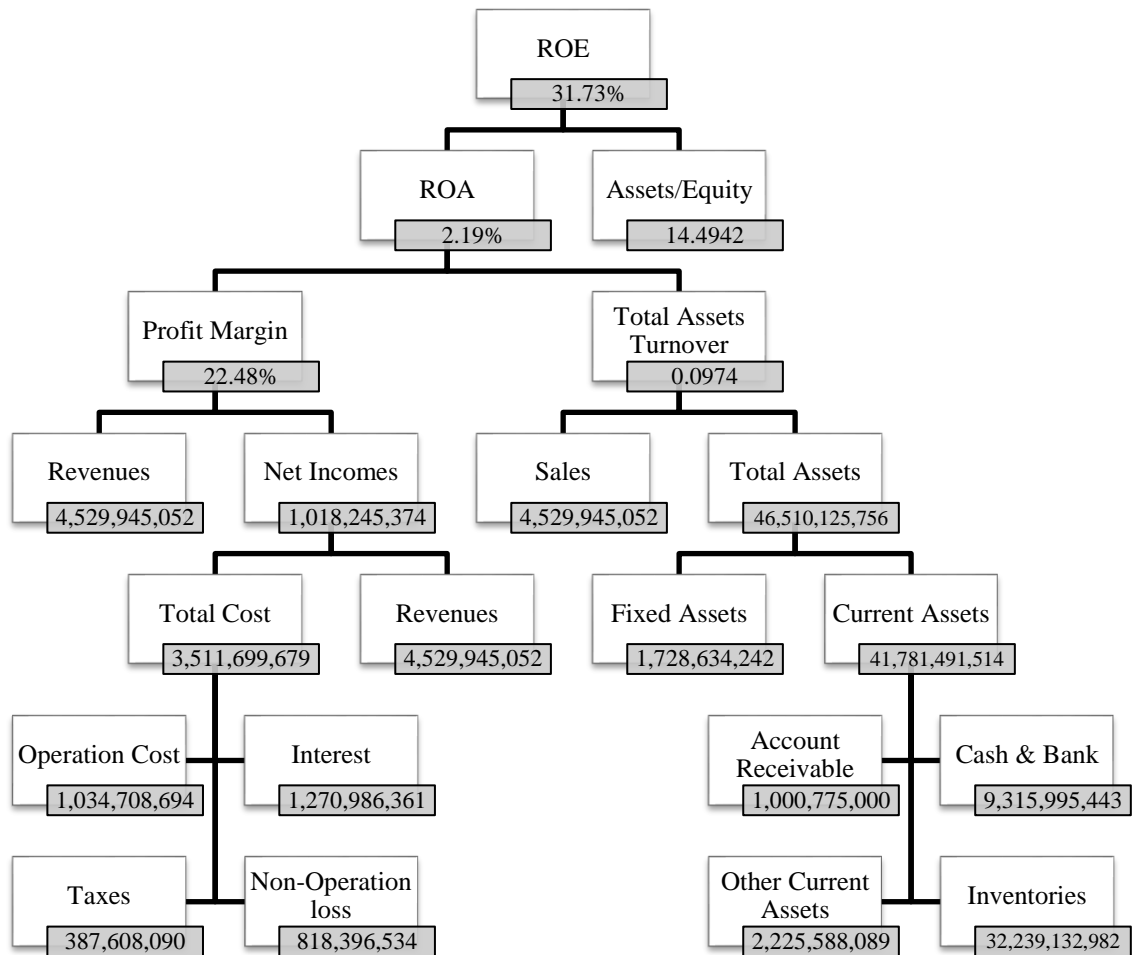 ROE
31.73%
ROA
2.19%
Assets/Equity
14.4942
Profit Margin
22.48%
Total Assets
Turnover
0.0974
Revenues
4,529,945,052
Net Incomes
1,018,245,374
Sales
4,529,945,052
Total Assets
46,510,125,756
Total Cost
3,511,699,679
Revenues
4,529,945,052
Fixed Assets
1,728,634,242
Current Assets
41,781,491,514
Operation Cost
1,034,708,694
Interest
1,270,986,361
Account
Receivable
1,000,775,000
Cash & Bank
9,315,995,443
Taxes
387,608,090
Non-Operation
loss
818,396,534
Other Current
Assets
2,225,588,089
Inventories
32,239,132,982